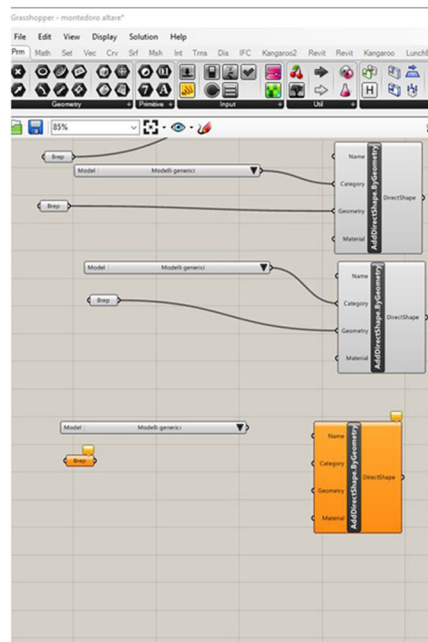 Grasshopper - montedoro altare*
File Edit View Display Solution Help
Prm Math Set Vec Crv Srf Msh Int Trns Dis IFC Kangaroo2 Revit Revit Kangaroo Lunch
Geometry + Primitive + Input + Util +
85%
Brep
Model Modelli generici
Brep
Name
Category
Geometry
Material
AddDirectShape.ByGeometry
DirectShape
Model Modelli generici
Brep
Name
Category
Geometry
Material
AddDirectShape.ByGeometry
DirectShape
Model Modelli generici
Brep
Name
Category
Geometry
Material
AddDirectShape.ByGeometry
DirectShape